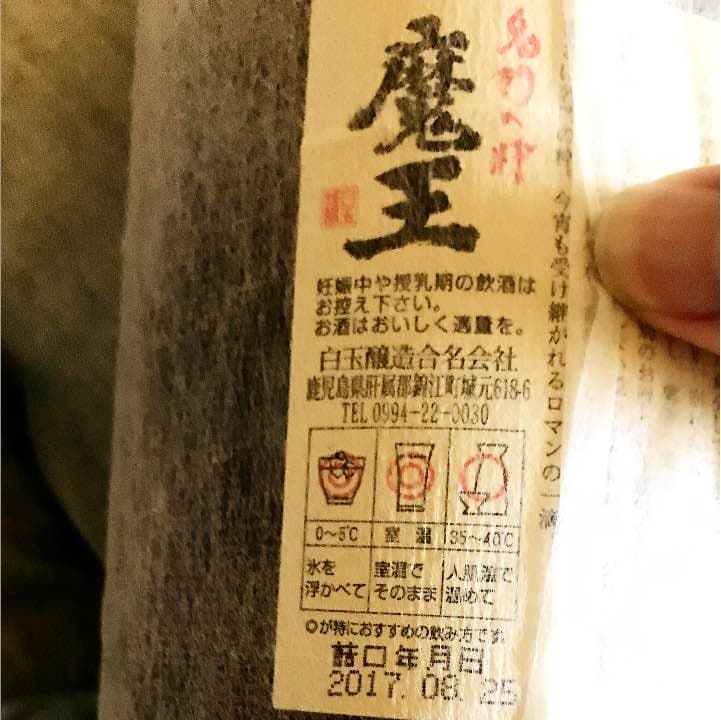 名門の粋
魔王
妊娠中や授乳期の飲酒は
お控え下さい。
お酒はおいしく適量を。
白玉醸造合名会社
鹿児島県肝属郡錦江町城元618-6
TEL 0994-22-0030
0～5℃
室温
35～40℃
氷を
浮かべて
室温で
そのまま
人肌燗で
温めて
◎が特におすすめの飲み方です。
詰口年月日
2017.08.25
今宵も受け継がれるロマンの一滴